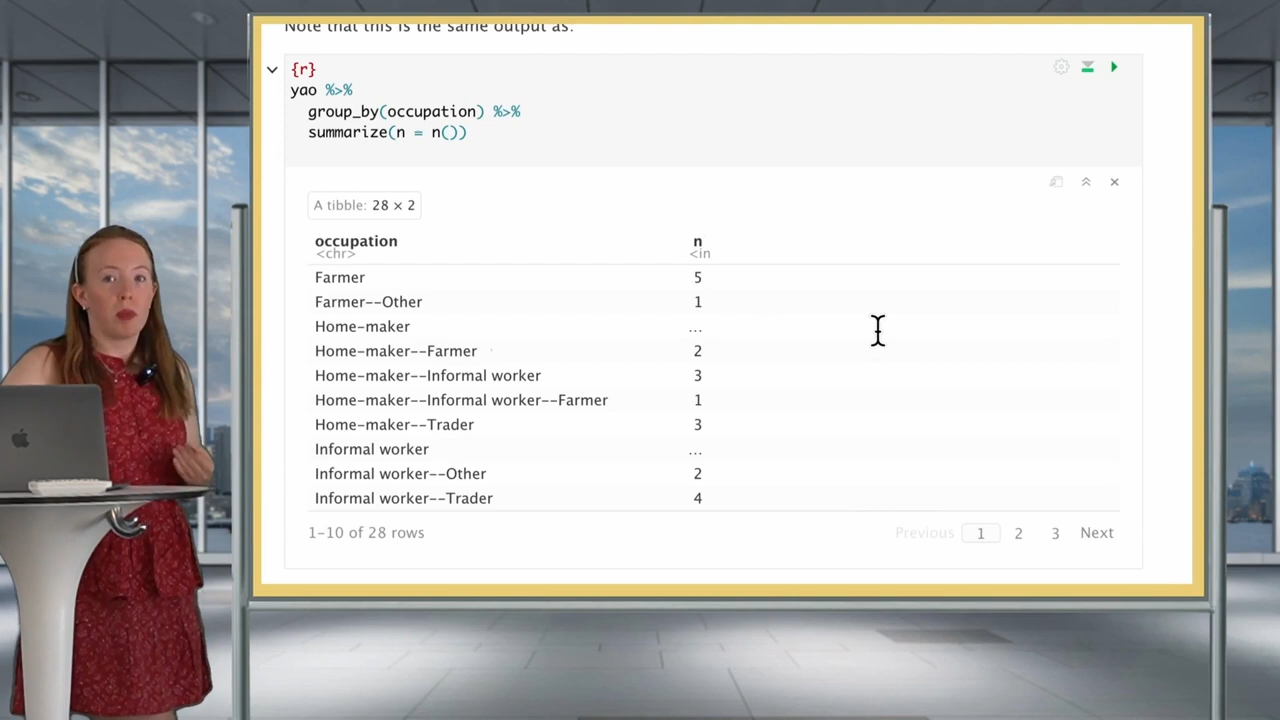 Note that this is the same output as:
{r}
yao %>%
group_by(occupation) %>%
summarize(n = n())
A tibble: 28 × 2
occupation n
<chr> <in
Farmer 5
Farmer--Other 1
Home-maker ...
Home-maker--Farmer 2
Home-maker--Informal worker 3
Home-maker--Informal worker--Farmer 1
Home-maker--Trader 3
Informal worker ...
Informal worker--Other 2
Informal worker--Trader 4
1-10 of 28 rows Previous 1 2 3 Next